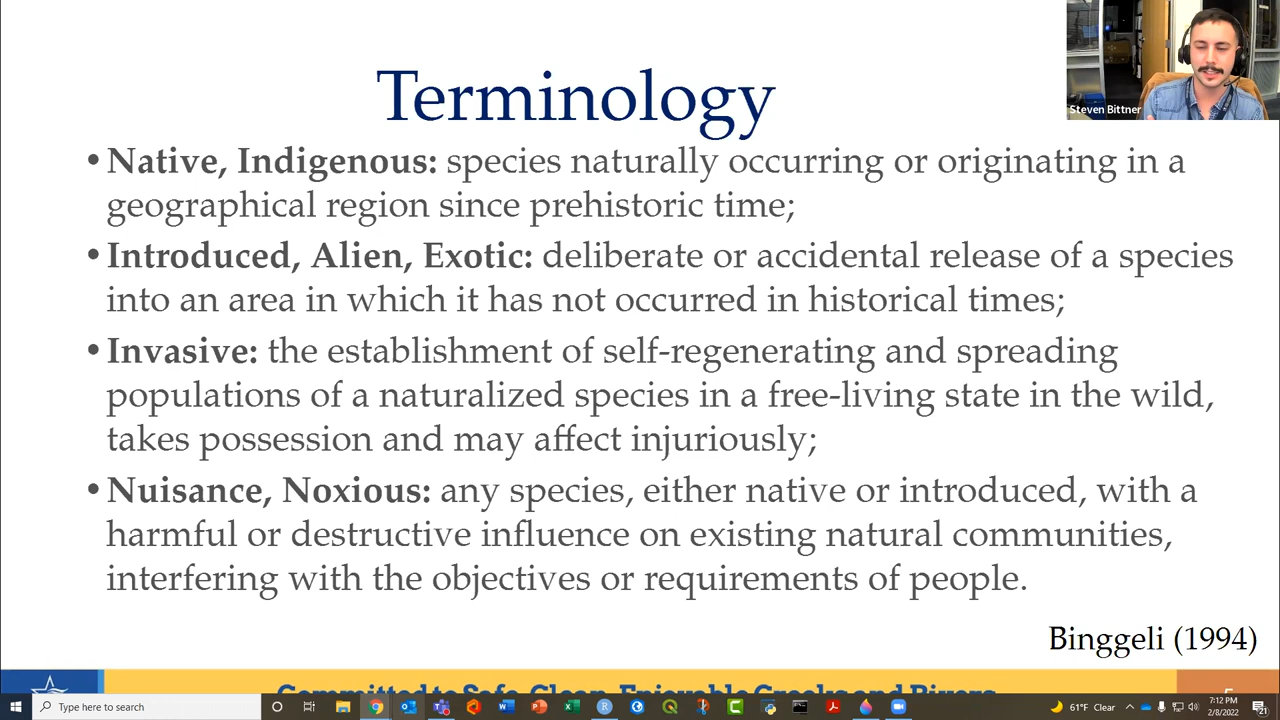 Terminology
Steven Bittner
• Native, Indigenous: species naturally occurring or originating in a
geographical region since prehistoric time;
• Introduced, Alien, Exotic: deliberate or accidental release of a species
into an area in which it has not occurred in historical times;
• Invasive: the establishment of self-regenerating and spreading
populations of a naturalized species in a free-living state in the wild,
takes possession and may affect injuriously;
• Nuisance, Noxious: any species, either native or introduced, with a
harmful or destructive influence on existing natural communities,
interfering with the objectives or requirements of people.
Binggeli (1994)
Committed to Safe, Clean, Enjoyable Creeks and Rivers
5
Type here to search
61°F Clear
7:12 PM
2/8/2022